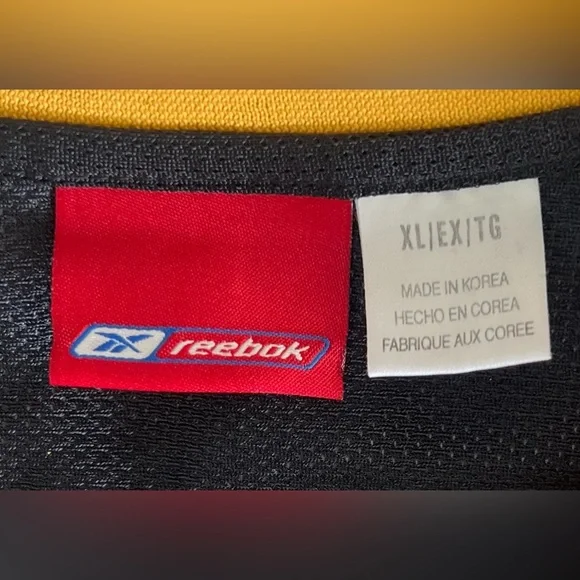 reebok
XL/EX/TG
MADE IN KOREA
HECHO EN COREA
FABRIQUE AUX COREE